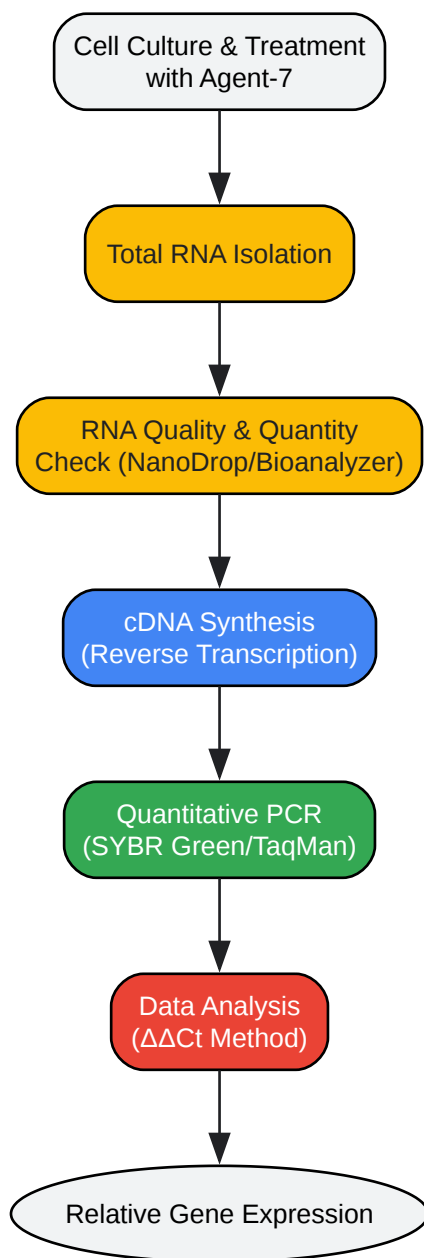 Cell Culture & Treatment
with Agent-7
Total RNA Isolation
RNA Quality & Quantity
Check (NanoDrop/Bioanalyzer)
cDNA Synthesis
(Reverse Transcription)
Quantitative PCR
(SYBR Green/TaqMan)
Data Analysis
(ΔΔCt Method)
Relative Gene Expression